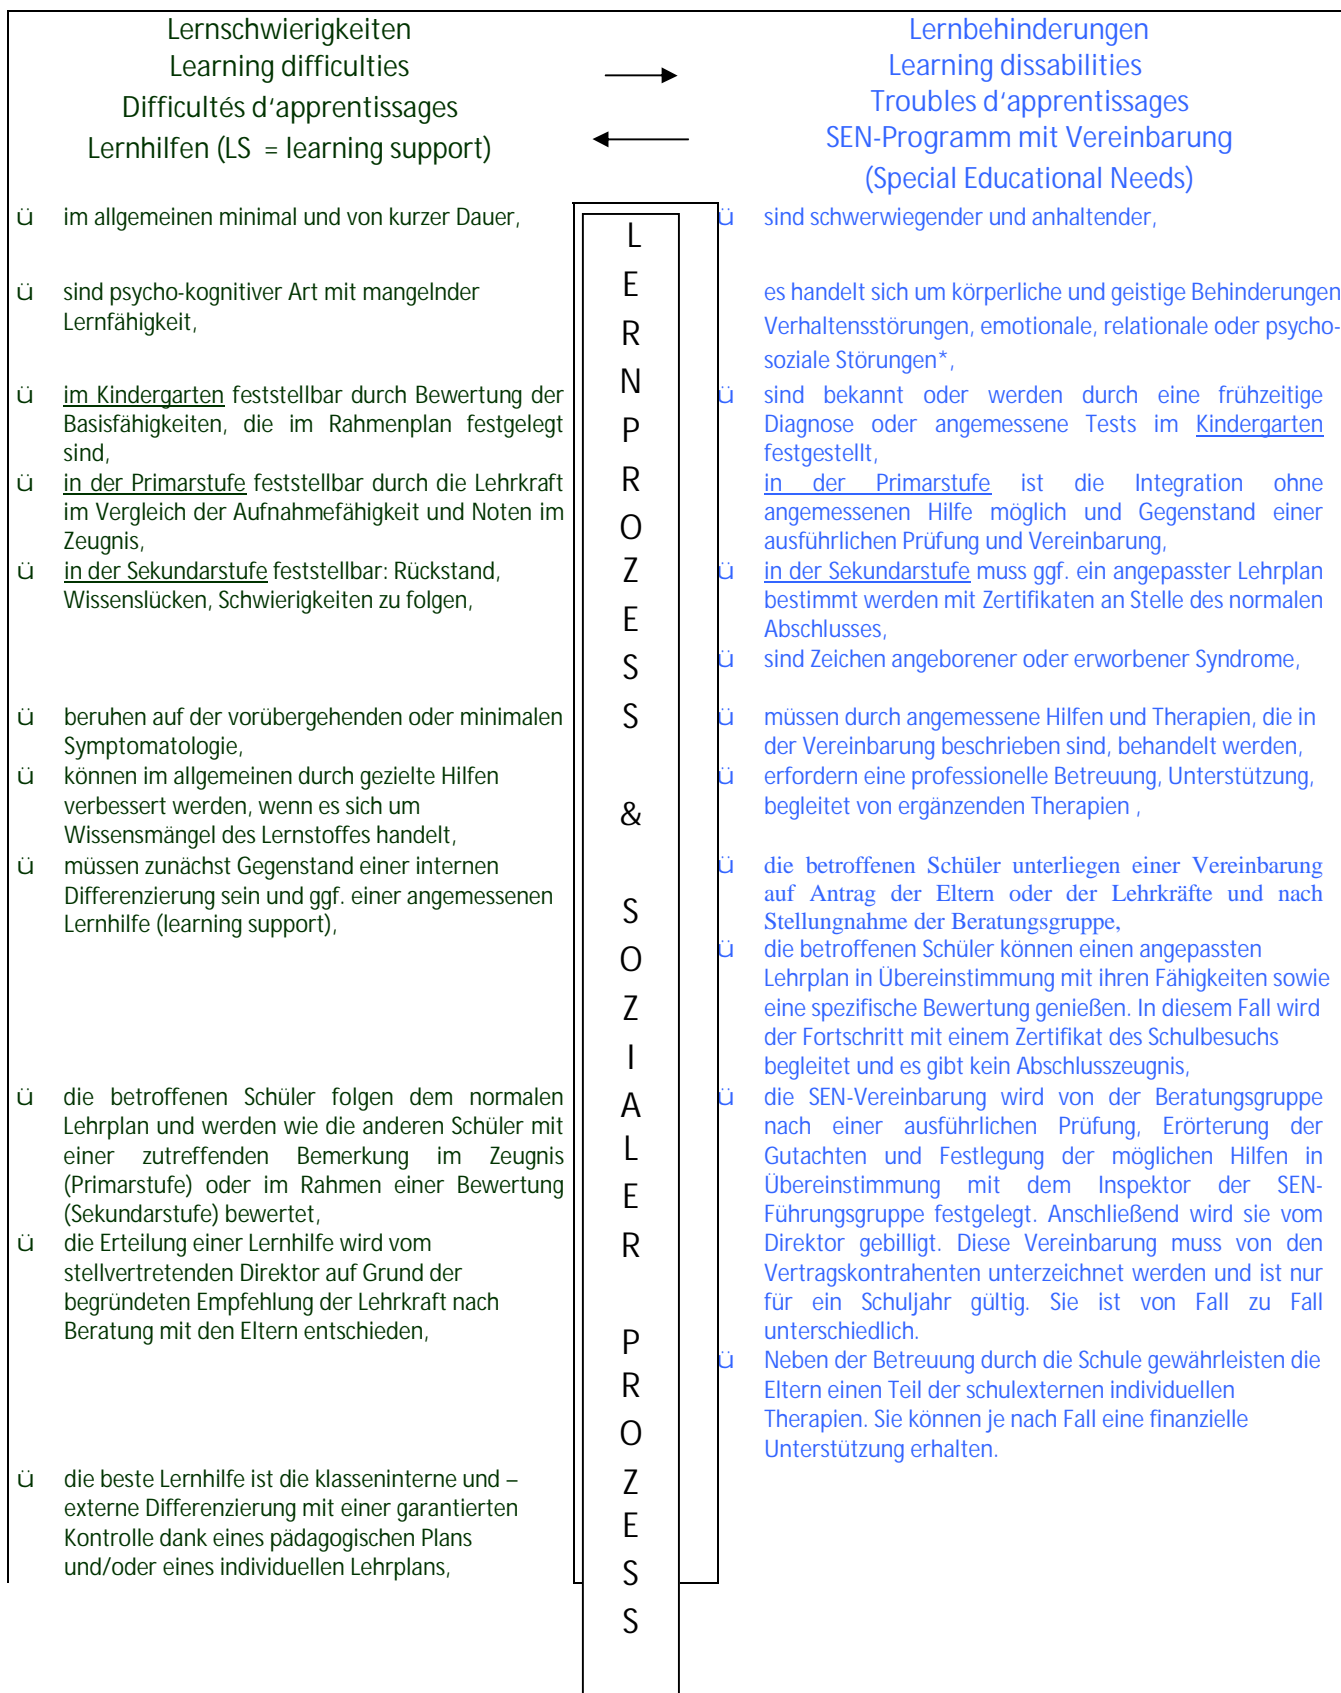 Lernschwierigkeiten
Learning difficulties
Difficultés d'apprentissages
Lernhilfen (LS = learning support)
ü im allgemeinen minimal und von kurzer Dauer,
ü sind psycho-kognitiver Art mit mangelnder
Lernfähigkeit,
ü im Kindergarten feststellbar durch Bewertung der
Basisfähigkeiten, die im Rahmenplan festgelegt
sind,
ü in der Primarstufe feststellbar durch die Lehrkraft
im Vergleich der Aufnahmefähigkeit und Noten im
Zeugnis,
ü in der Sekundarstufe feststellbar: Rückstand,
Wissenslücken, Schwierigkeiten zu folgen,
ü beruhen auf der vorübergehenden oder minimalen
Symptomatologie,
ü können im allgemeinen durch gezielte Hilfen
verbessert werden, wenn es sich um
Wissensmängel des Lernstoffes handelt,
ü müssen zunächst Gegenstand einer internen
Differenzierung sein und ggf. einer angemessenen
Lernhilfe (learning support),
ü die betroffenen Schüler folgen dem normalen
Lehrplan und werden wie die anderen Schüler mit
einer zutreffenden Bemerkung im Zeugnis
(Primarstufe) oder im Rahmen einer Bewertung
(Sekundarstufe) bewertet,
ü die Erteilung einer Lernhilfe wird vom
stellvertretenden Direktor auf Grund der
begründeten Empfehlung der Lehrkraft nach
Beratung mit den Eltern entschieden,
ü die beste Lernhilfe ist die klasseninterne und –
externe Differenzierung mit einer garantierten
Kontrolle dank eines pädagogischen Plans
und/oder eines individuellen Lehrplans,
L
E
R
N
P
R
O
Z
E
S
S
&
S
O
Z
I
A
L
E
R
P
R
O
Z
E
S
S
Lernbehinderungen
Learning dissabilities
Troubles d'apprentissages
SEN-Programm mit Vereinbarung
(Special Educational Needs)
ü sind schwerwiegender und anhaltender,
es handelt sich um körperliche und geistige Behinderungen
Verhaltensstörungen, emotionale, relationale oder psycho-
soziale Störungen*,
ü sind bekannt oder werden durch eine frühzeitige
Diagnose oder angemessene Tests im Kindergarten
festgestellt,
in der Primarstufe ist die Integration ohne
angemessenen Hilfe möglich und Gegenstand einer
ausführlichen Prüfung und Vereinbarung,
ü in der Sekundarstufe muss ggf. ein angepasster Lehrplan
bestimmt werden mit Zertifikaten an Stelle des normalen
Abschlusses,
ü sind Zeichen angeborener oder erworbener Syndrome,
ü müssen durch angemessene Hilfen und Therapien, die in
der Vereinbarung beschrieben sind, behandelt werden,
ü erfordern eine professionelle Betreuung, Unterstützung,
begleitet von ergänzenden Therapien ,
ü die betroffenen Schüler unterliegen einer Vereinbarung
auf Antrag der Eltern oder der Lehrkräfte und nach
Stellungnahme der Beratungsgruppe,
ü die betroffenen Schüler können einen angepassten
Lehrplan in Übereinstimmung mit ihren Fähigkeiten sowie
eine spezifische Bewertung genießen. In diesem Fall wird
der Fortschritt mit einem Zertifikat des Schulbesuchs
begleitet und es gibt kein Abschlusszeugnis,
ü die SEN-Vereinbarung wird von der Beratungsgruppe
nach einer ausführlichen Prüfung, Erörterung der
Gutachten und Festlegung der möglichen Hilfen in
Übereinstimmung mit dem Inspektor der SEN-
Führungsgruppe festgelegt. Anschließend wird sie vom
Direktor gebilligt. Diese Vereinbarung muss von den
Vertragskontrahenten unterzeichnet werden und ist nur
für ein Schuljahr gültig. Sie ist von Fall zu Fall
unterschiedlich.
ü Neben der Betreuung durch die Schule gewährleisten die
Eltern einen Teil der schulexternen individuellen
Therapien. Sie können je nach Fall eine finanzielle
Unterstützung erhalten.